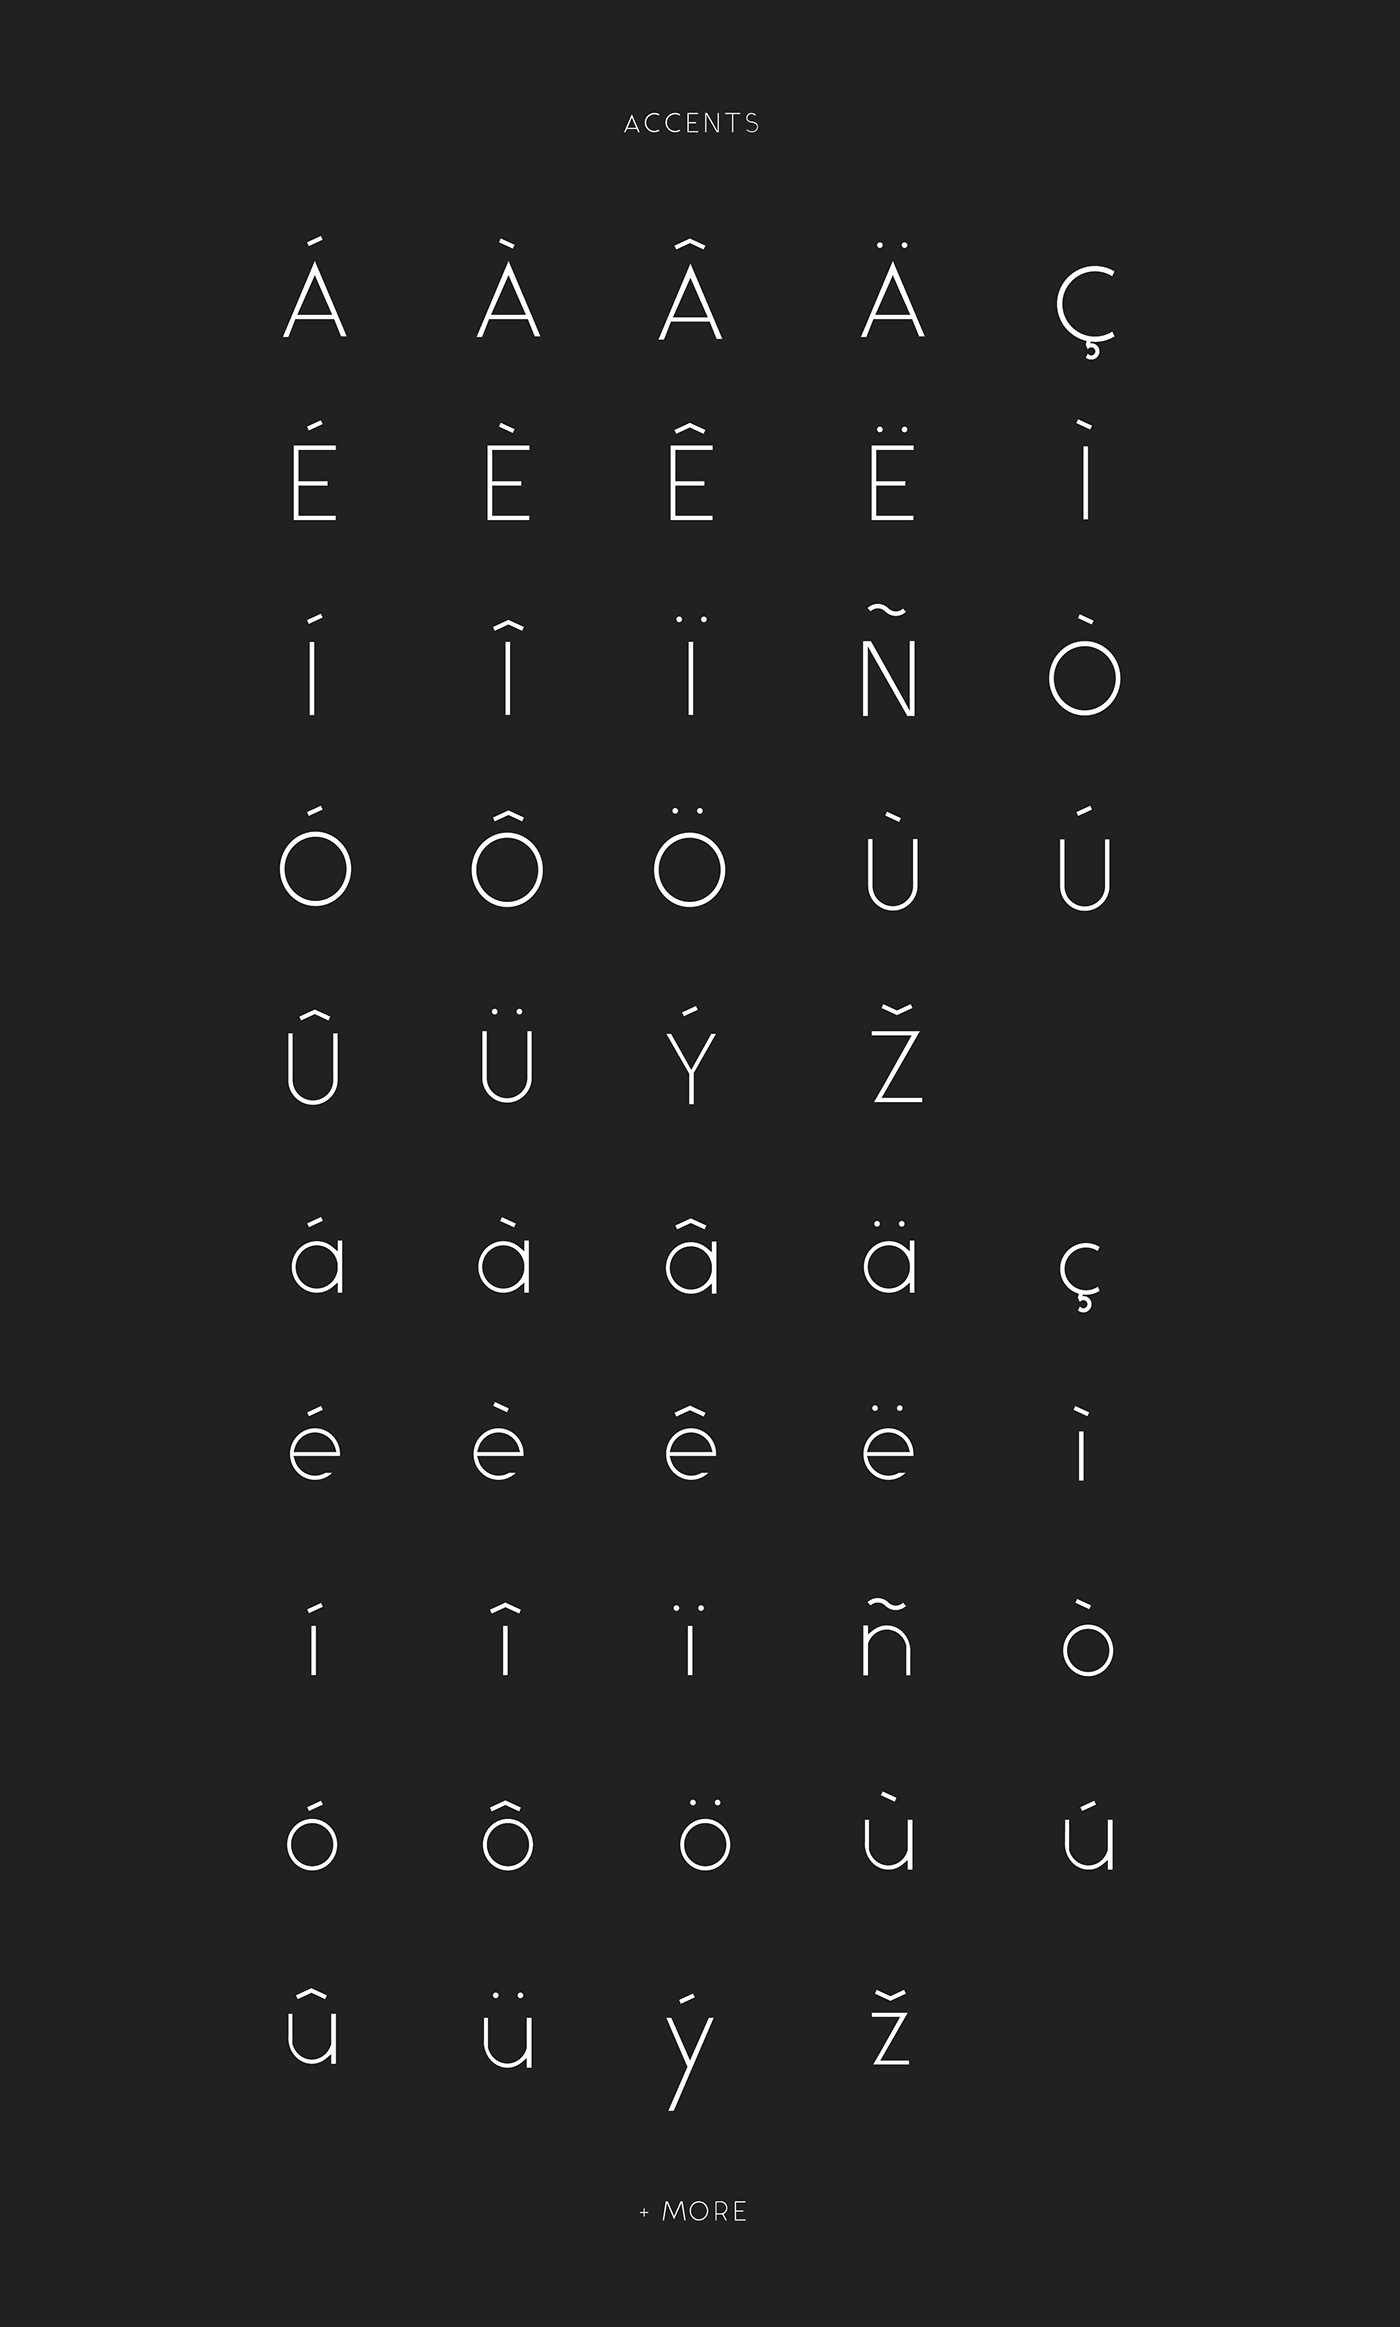 ACCENTS
Á À Â Ä Ç
É È Ê Ë Ì
Í Î Ï Ñ Ò
Ó Ô Ö Ù Ú
Û Ü Ý Ž
á à â ä ç
é è ê ë ì
í î ï ñ ò
ó ô ö ù ú
û ü ý ž
+ MORE